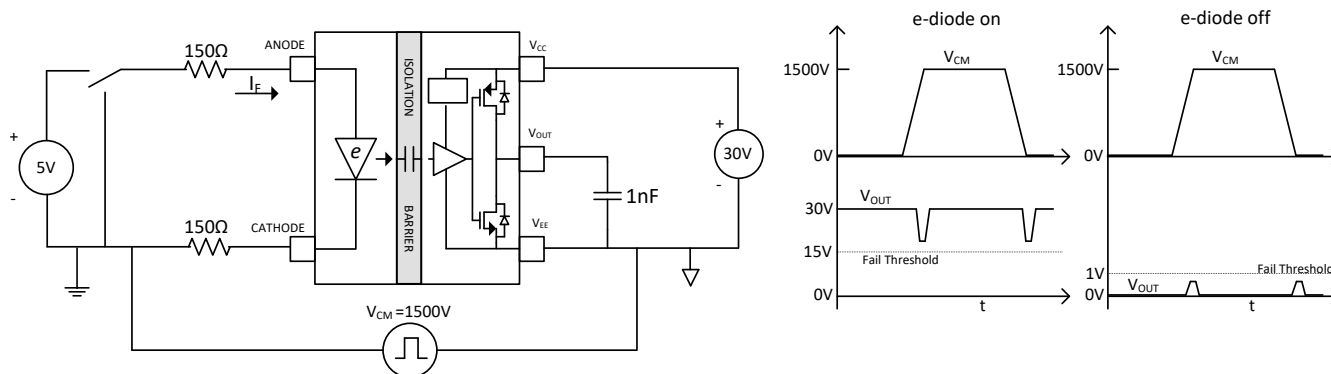 150Ω
I_F
+
5V
-
150Ω
ANODE
CATHODE
e
ISOLATION
BARRIER
V_CC
V_OUT
V_EE
1nF
+
30V
-
V_CM =1500V
e-diode on
1500V
V_CM
0V
30V
V_OUT
15V
Fail Threshold
0V
t
e-diode off
1500V
V_CM
0V
1V
Fail Threshold
V_OUT
0V
t